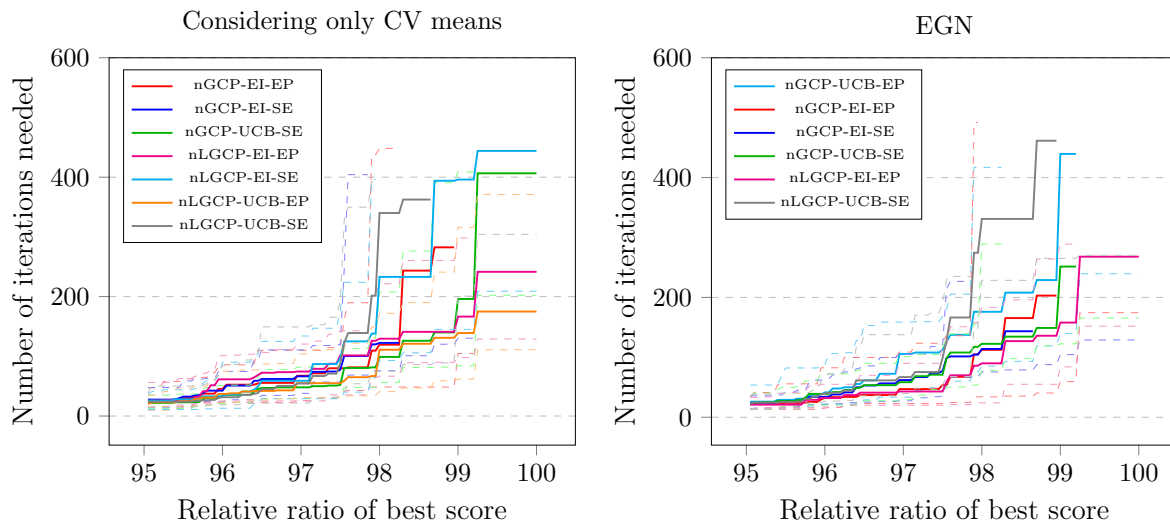 Considering only CV means
600
400
200
0
Number of iterations needed
nGCP-EI-EP
nGCP-EI-SE
nGCP-UCB-SE
nLGCP-EI-EP
nLGCP-EI-SE
nLGCP-UCB-EP
nLGCP-UCB-SE
95 96 97 98 99 100
Relative ratio of best score
EGN
600
400
200
0
Number of iterations needed
nGCP-UCB-EP
nGCP-EI-EP
nGCP-EI-SE
nGCP-UCB-SE
nLGCP-EI-EP
nLGCP-UCB-SE
95 96 97 98 99 100
Relative ratio of best score